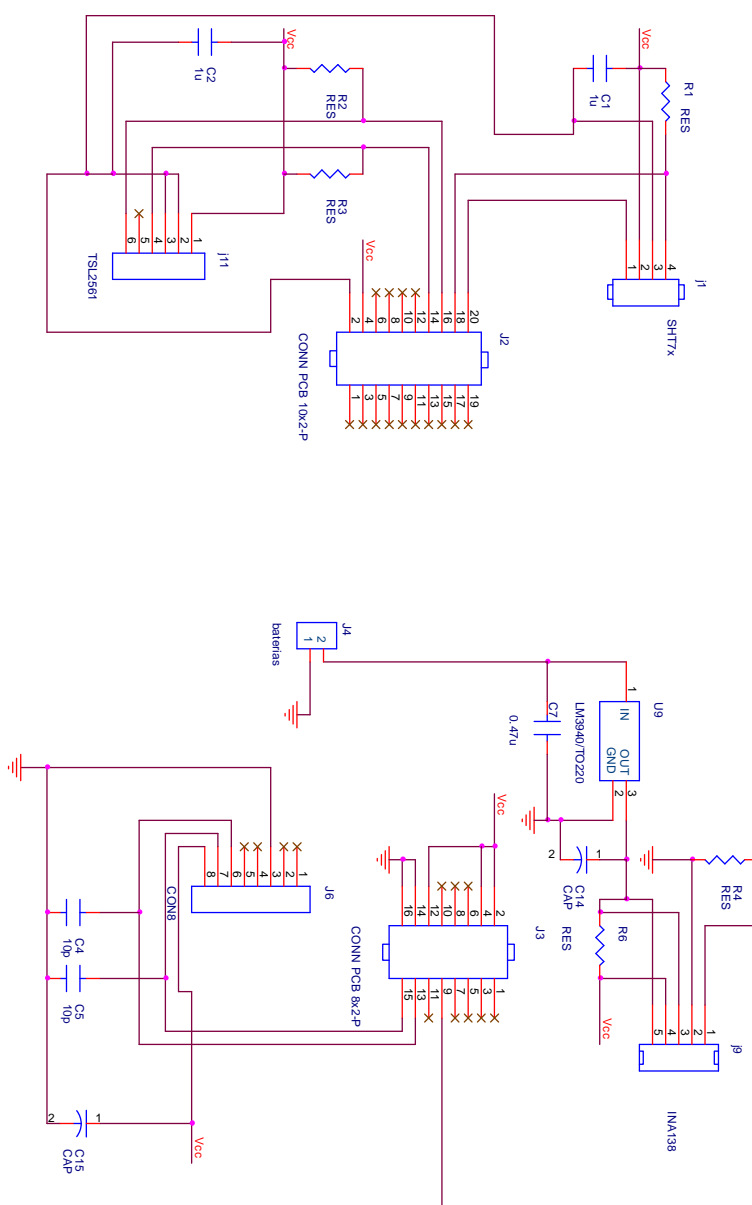 Vcc
C2
1u
R2
RES
R3
RES
1
2
3
4
5
6
j11
TSL2561
Vcc
C1
1u
R1
RES
1
2
3
4
j1
SHT7x
Vcc
2
4
6
8
10
12
14
16
18
20
J2
1
3
5
7
9
11
13
15
17
19
CONN PCB 10x2-P
J4
2
1
baterias
C7
0.47u
U9
1
IN
OUT
GND
2
3
LM3940/TO220
2
1
C14
CAP
R4
RES
R6
RES
Vcc
1
2
3
4
5
j9
INA138
Vcc
16
14
12
10
8
6
4
2
J3
15
13
11
9
7
5
3
1
CONN PCB 8x2-P
8
7
6
5
4
3
2
1
J6
CON8
C4
10p
C5
10p
2
1
C15
CAP
Vcc